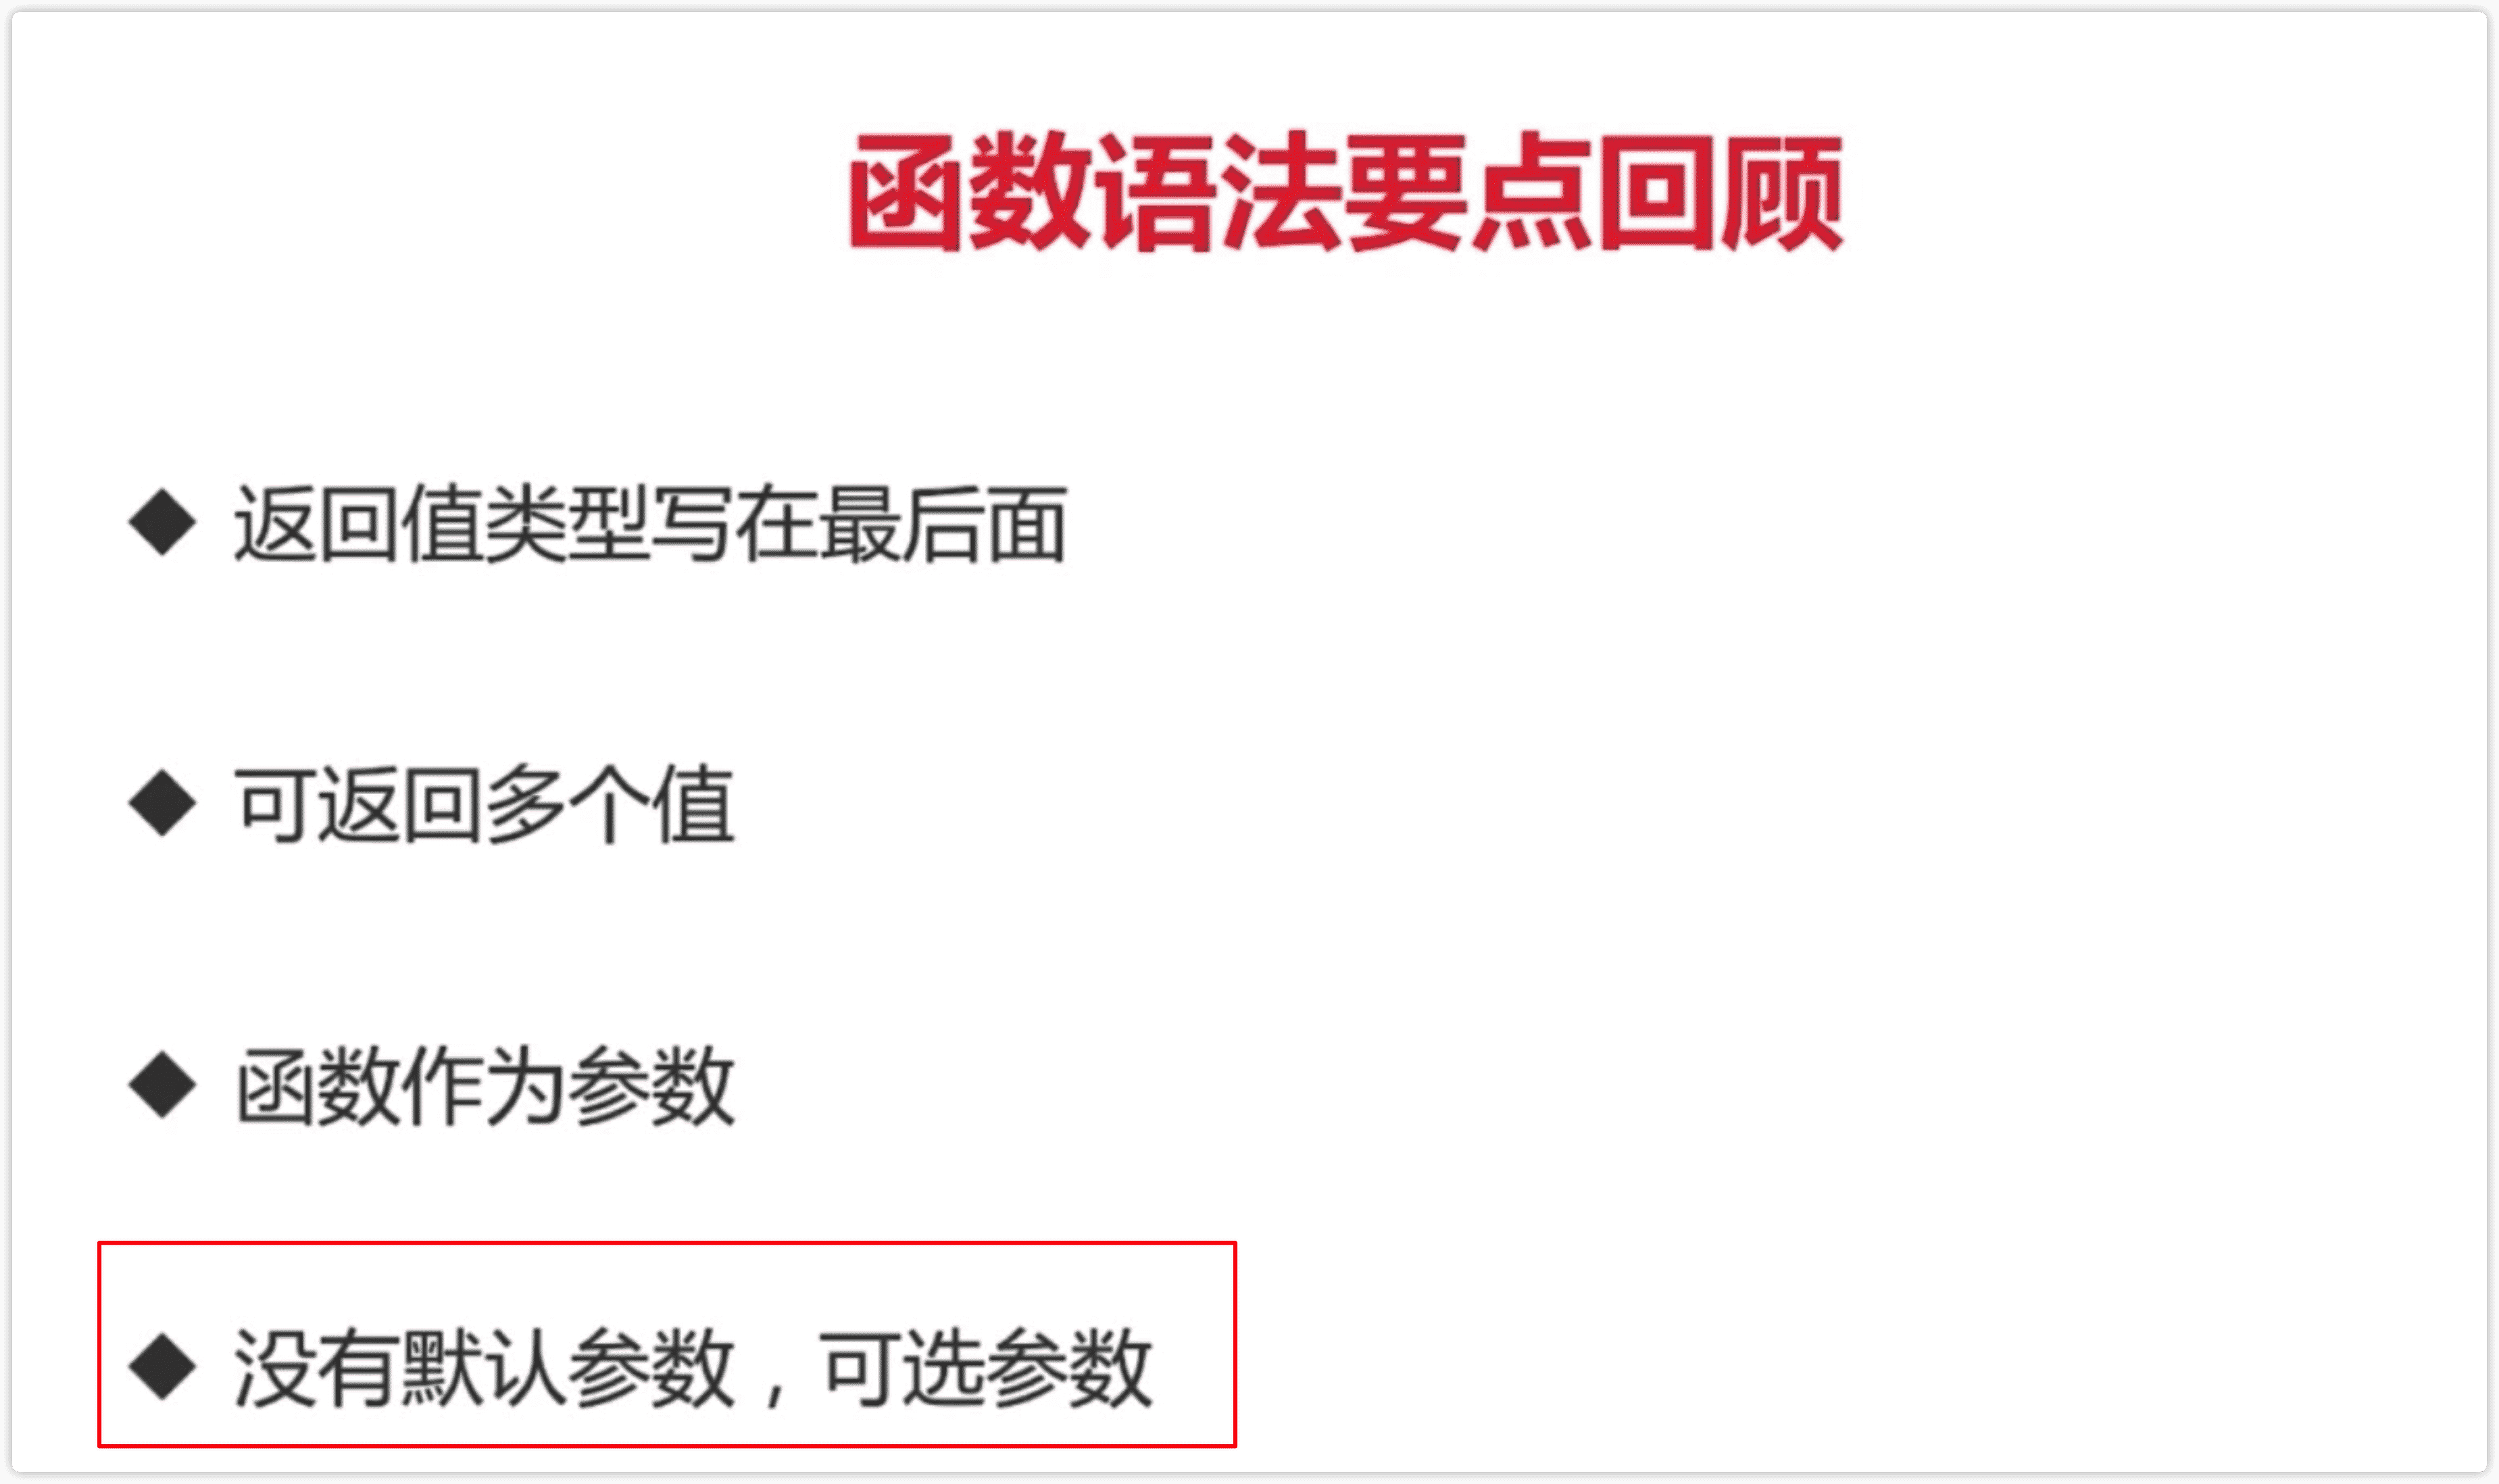 函数语法要点回顾
◆ 返回值类型写在最后面
◆ 可返回多个值
◆ 函数作为参数
◆ 没有默认参数，可选参数